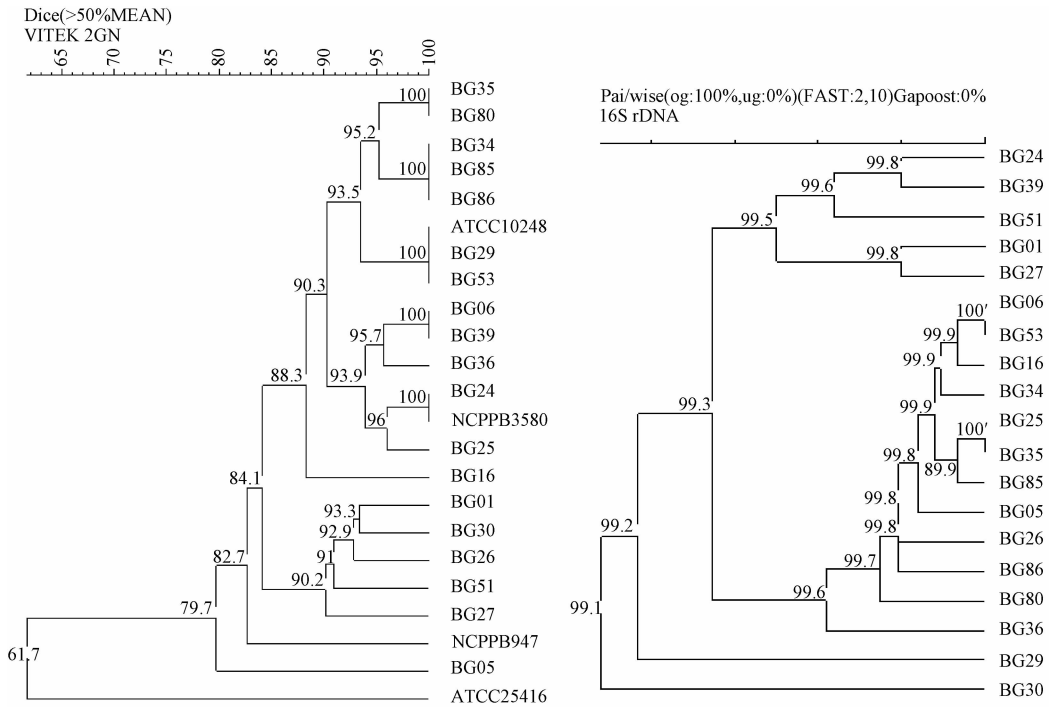 Dice(>50%MEAN)
VITEK 2GN
65 70 75 80 85 90 95 100
100 BG35
BG80
95.2
BG34
100 BG85
BG86
93.5
ATCC10248
100 BG29
BG53
90.3
BG06
100 BG39
95.7
BG36
93.9
88.3
BG24
100
NCPPB3580
96
BG25
BG16
84.1
BG01
93.3
BG30
92.9
BG26
91
BG51
90.2
BG27
82.7
NCPPB947
79.7
BG05
61.7
ATCC25416
Pai/wise(og:100%,ug:0%)(FAST:2,10)Gapoost:0%
16S rDNA
BG24
99.8
BG39
99.6
BG51
99.5
BG01
99.8
BG27
BG06
100'
BG53
99.9
BG16
99.9
BG34
99.3
99.9
BG25
100'
BG35
99.8
89.9
BG85
99.8
BG05
99.2
99.8
BG26
99.7
BG86
99.6
BG80
99.1
BG36
BG29
BG30